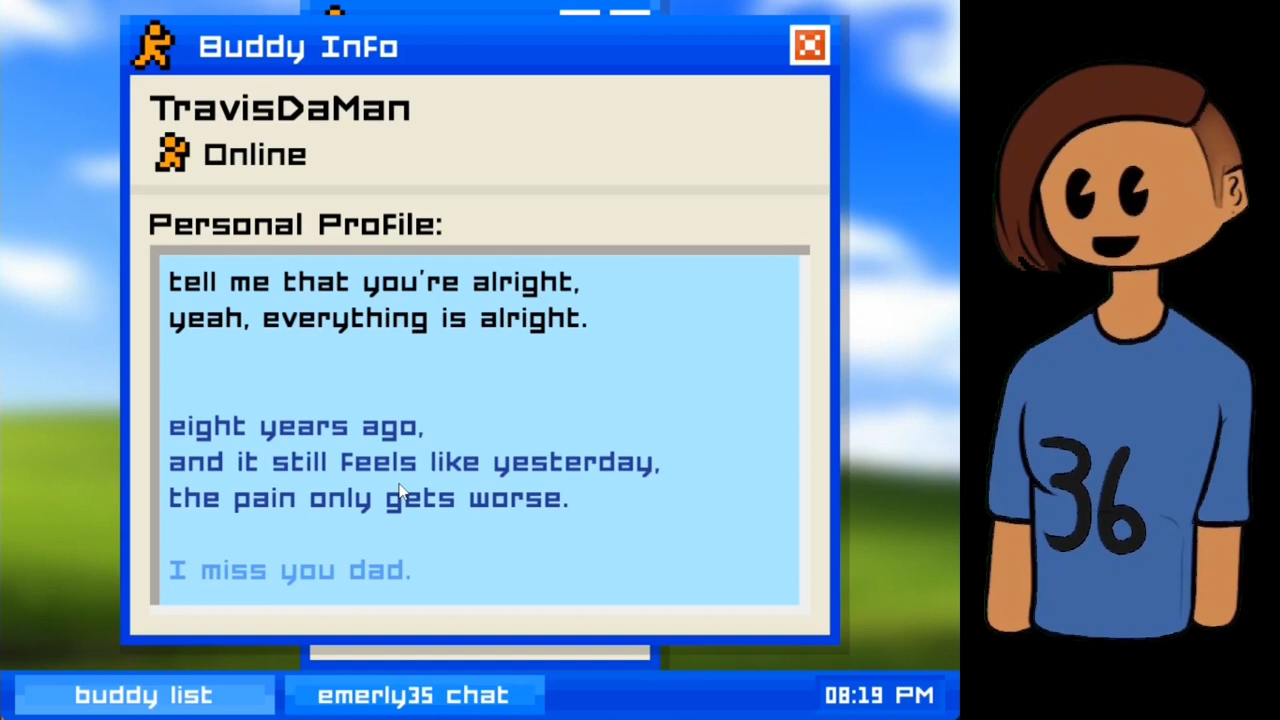 Buddy Info
TravisDaMan
Online
Personal Profile:
tell me that you're alright,
yeah, everything is alright.
eight years ago,
and it still feels like yesterday,
the pain only gets worse.
I miss you dad.
36
buddy list
emerly35 chat
08:19 PM